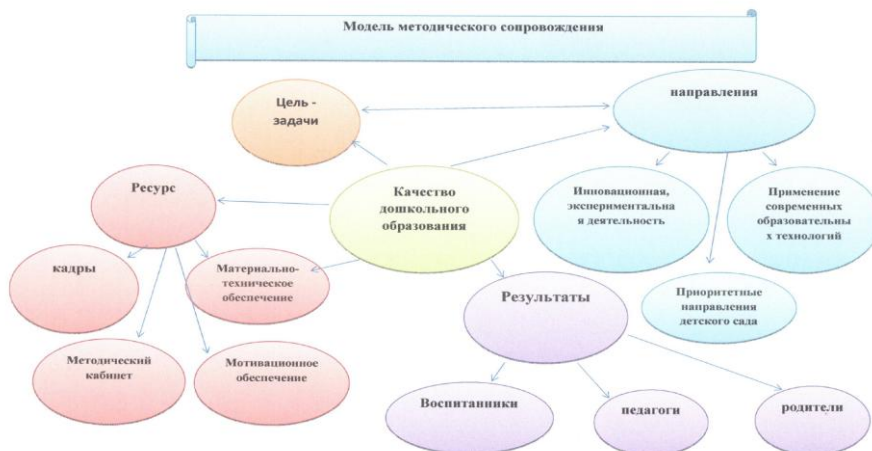 Модель методического сопровождения
Цель -
задачи
направления
Ресурс
Качество
дошкольного
образования
Инновационная,
экспериментальна
я деятельность
Применение
современных
образовательны
х технологий
кадры
Материально-
техническое
обеспечение
Результаты
Приоритетные
направления
детского сада
Методический
кабинет
Мотивационное
обеспечение
Воспитанники
педагоги
родители